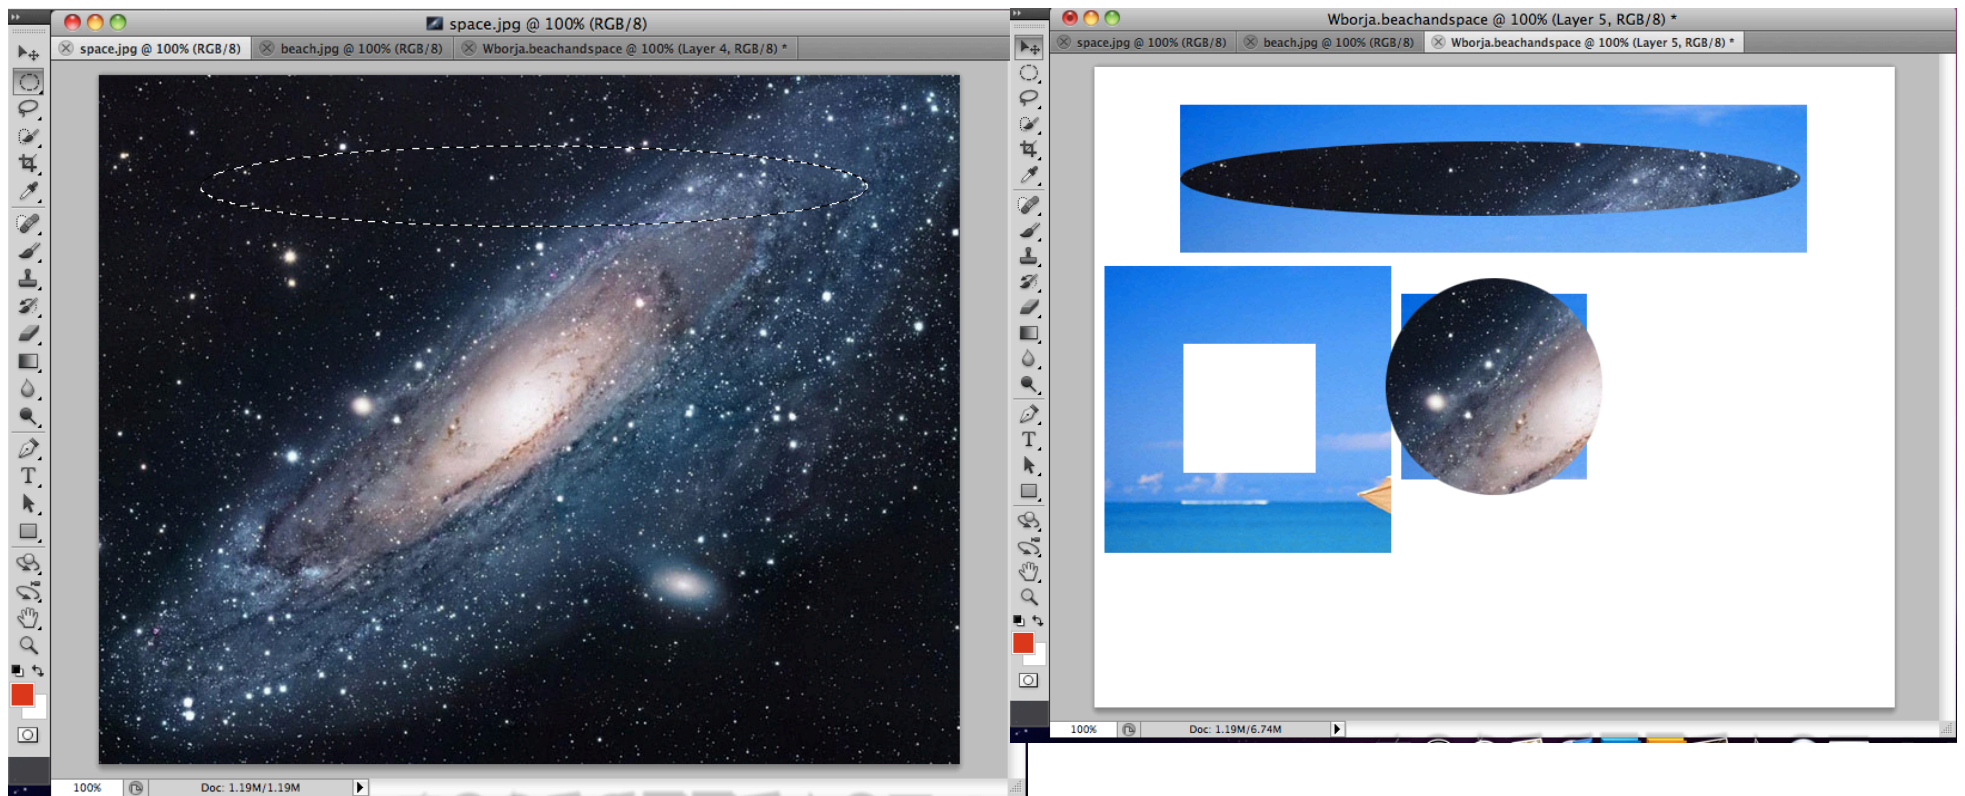 space.jpg @ 100% (RGB/8)
space.jpg @ 100% (RGB/8)
beach.jpg @ 100% (RGB/8)
Wborja.beachandspace @ 100% (Layer 4, RGB/8) *
T
100%
Doc: 1.19M/1.19M
Wborja.beachandspace @ 100% (Layer 5, RGB/8) *
space.jpg @ 100% (RGB/8)
beach.jpg @ 100% (RGB/8)
Wborja.beachandspace @ 100% (Layer 5, RGB/8) *
T
100%
Doc: 1.19M/6.74M